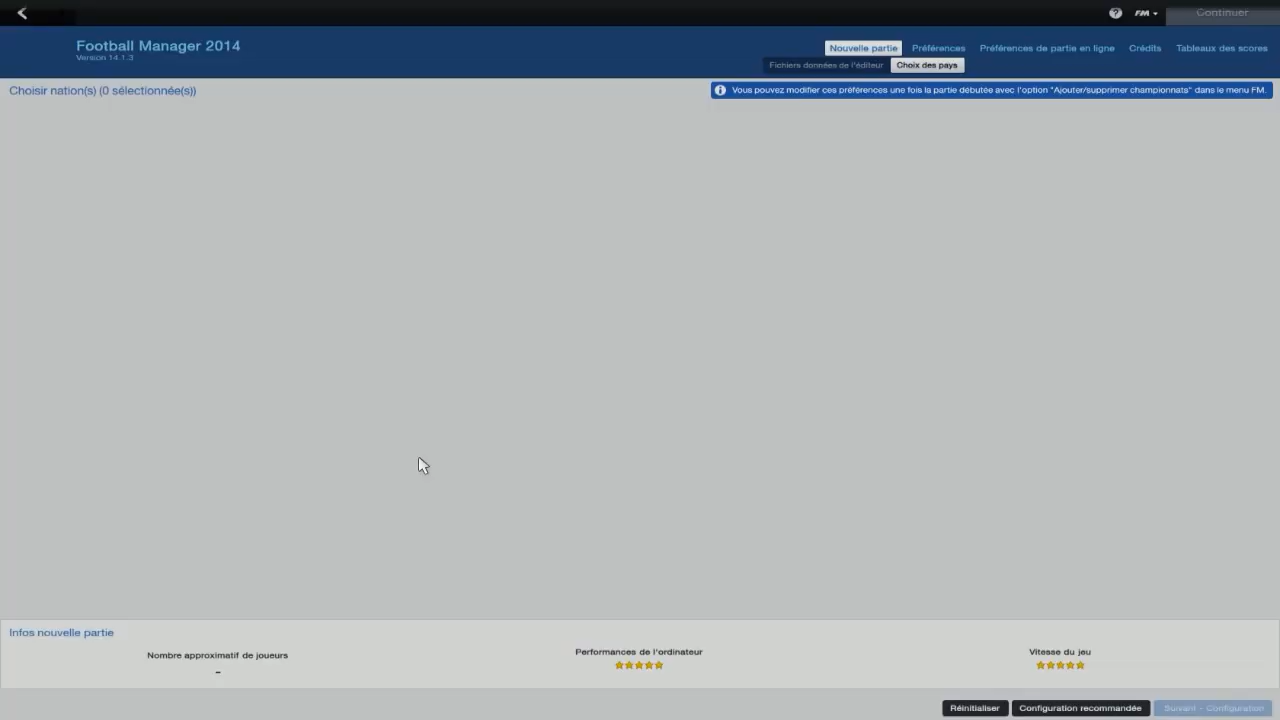 Continuer
FM
Football Manager 2014
Version 14.1.3
Nouvelle partie
Préférences
Préférences de partie en ligne
Crédits
Tableaux des scores
Fichiers données de l'éditeur
Choix des pays
Choisir nation(s) (0 sélectionnée(s))
Vous pouvez modifier ces préférences une fois la partie débutée avec l'option "Ajouter/supprimer championnats" dans le menu FM.
Infos nouvelle partie
Nombre approximatif de joueurs
-
Performances de l'ordinateur
Vitesse du jeu
Réinitialiser
Configuration recommandée
Suivant - Configuration